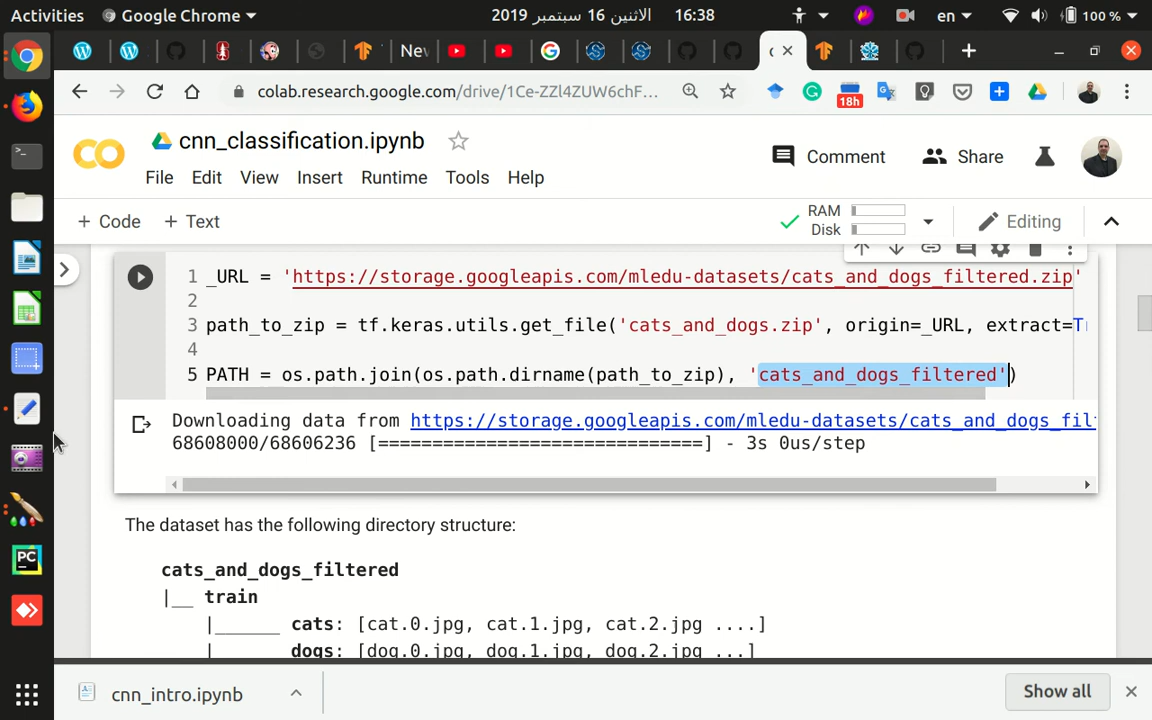 Activities Google Chrome الاثنين 16 سبتمبر 2019 16:38 en 100 %
Nev
colab.research.google.com/drive/1Ce-ZZl4ZUW6chF...
18h
cnn_classification.ipynb
Comment Share
File Edit View Insert Runtime Tools Help
+ Code + Text RAM Disk Editing
1 _URL = 'https://storage.googleapis.com/mledu-datasets/cats_and_dogs_filtered.zip'
2
3 path_to_zip = tf.keras.utils.get_file('cats_and_dogs.zip', origin=_URL, extract=T
4
5 PATH = os.path.join(os.path.dirname(path_to_zip), 'cats_and_dogs_filtered')
Downloading data from https://storage.googleapis.com/mledu-datasets/cats_and_dogs_fil
68608000/68606236 [==============================] - 3s 0us/step
The dataset has the following directory structure:
cats_and_dogs_filtered
|__ train
|______ cats: [cat.0.jpg, cat.1.jpg, cat.2.jpg ....]
|______ dogs: [dog.0.jpg, dog.1.jpg, dog.2.jpg ...]
cnn_intro.ipynb Show all
PC